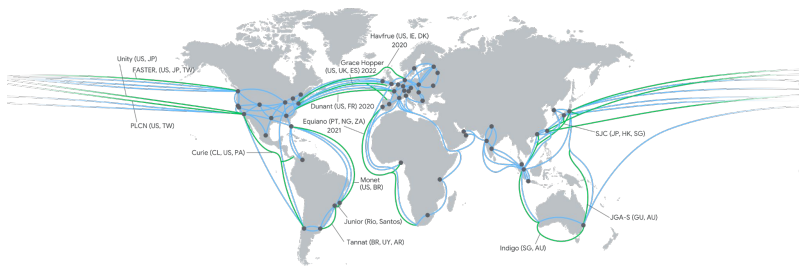 Havfrue (US, IE, DK)
2020
Unity (US, JP)
Grace Hopper
(US, UK, ES) 2022
FASTER, (US, JP, TW)
Dunant (US, FR) 2020
Equiano (PT, NG, ZA)
2021
PLCN (US, TW)
SJC (JP, HK, SG)
Curie (CL, US, PA)
Monet
(US, BR)
JGA-S (GU, AU)
Junior (Rio, Santos)
Tannat (BR, UY, AR)
Indigo (SG, AU)